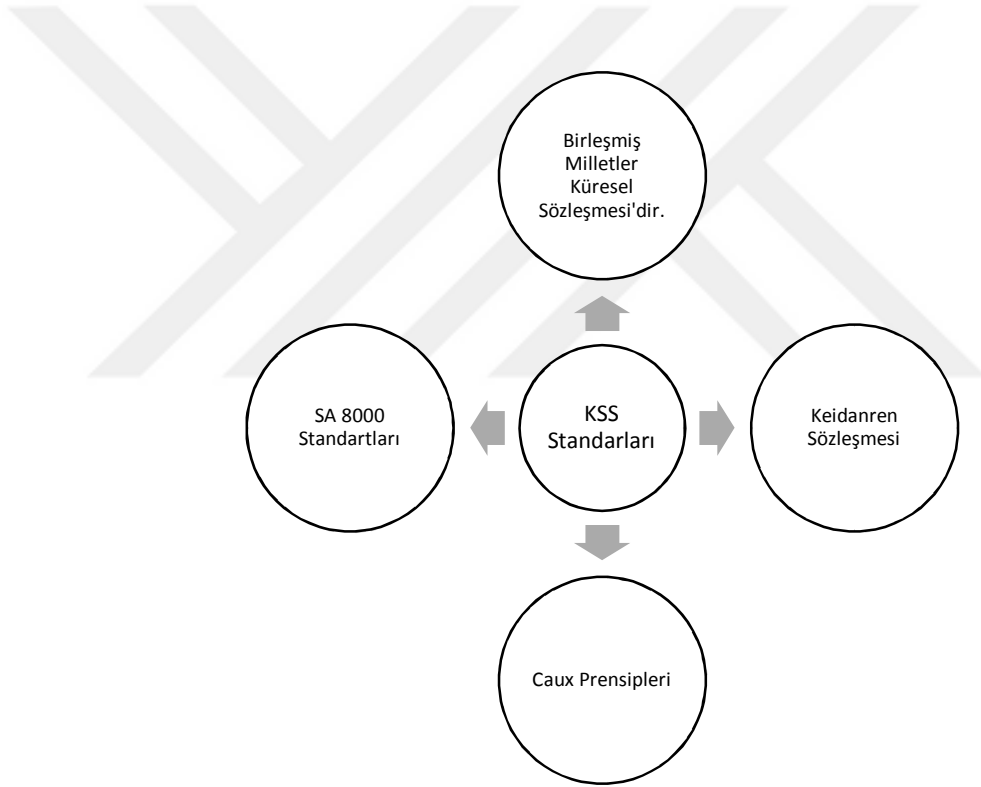 Birleşmiş
Milletler
Küresel
Sözleşmesi'dir.
SA 8000
Standartları
KSS
Standarları
Keidanren
Sözleşmesi
Caux Prensipleri